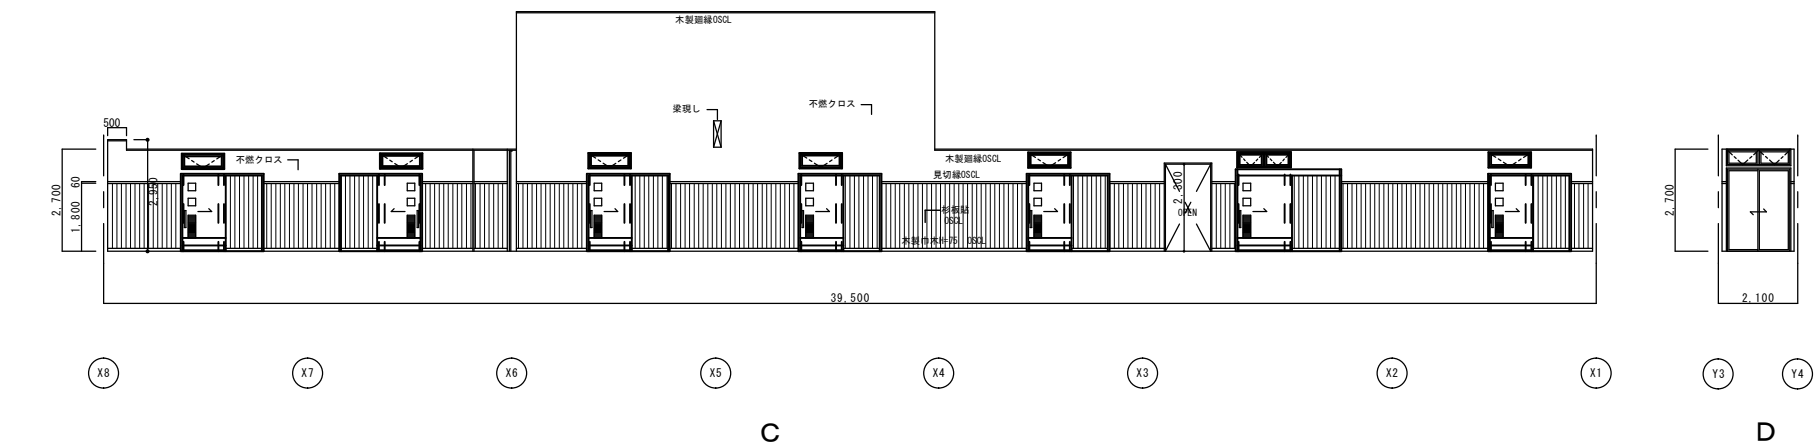 木製廻縁OSCL
梁現し
不燃クロス
500
不燃クロス
木製廻縁OSCL
見切縁OSCL
2,700
60
1,800
2,950
杉板貼
OSCL
木製巾木H=75 OSCL
2,300
OPEN
39,500
2,700
2,100
X8
X7
X6
X5
X4
X3
X2
X1
Y3
Y4
C
D